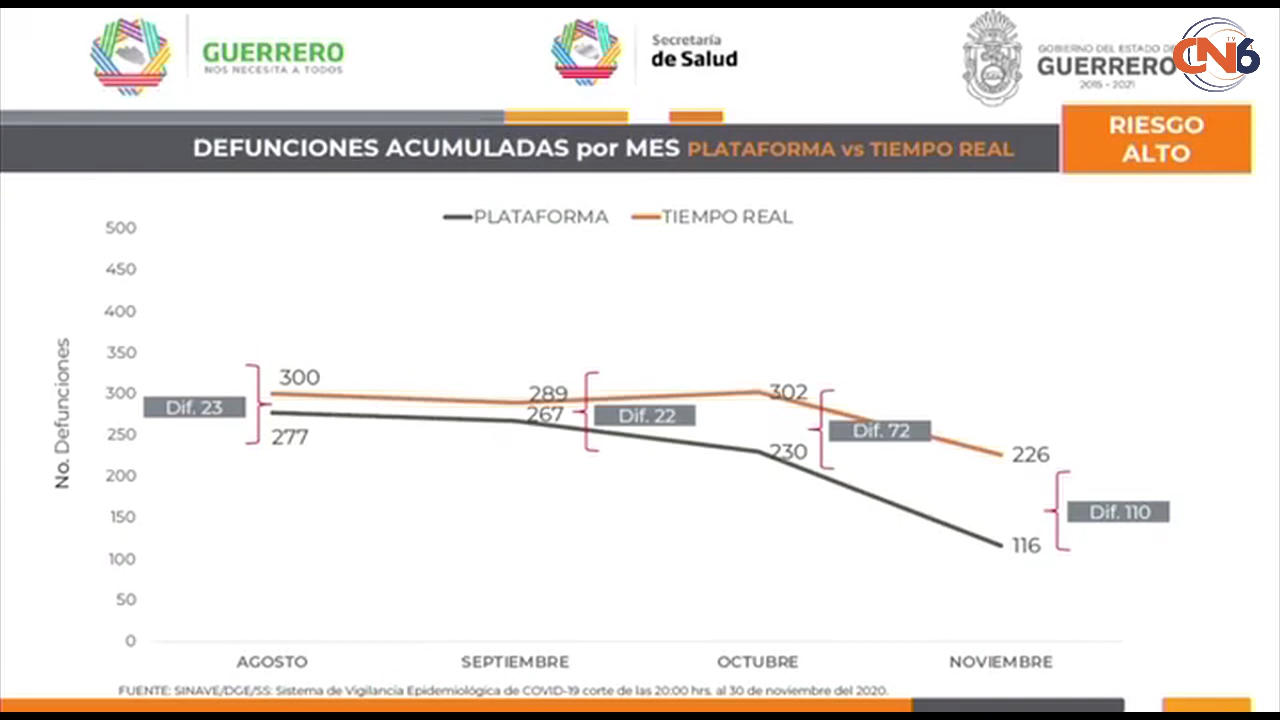 GUERRERO
NOS NECESITA A TODOS
Secretaría
de Salud
GOBIERNO DEL ESTADO DE
GUERRERO
2015 - 2021
CN6
TV
DEFUNCIONES ACUMULADAS por MES PLATAFORMA vs TIEMPO REAL
RIESGO
ALTO
PLATAFORMA
TIEMPO REAL
500
450
400
350
300
250
200
150
100
50
0
No. Defunciones
300
289
302
226
277
267
230
116
Dif. 23
Dif. 22
Dif. 72
Dif. 110
AGOSTO
SEPTIEMBRE
OCTUBRE
NOVIEMBRE
FUENTE: SINAVE/DGE/SS: Sistema de Vigilancia Epidemiológica de COVID-19 corte de las 20:00 hrs. al 30 de noviembre del 2020.